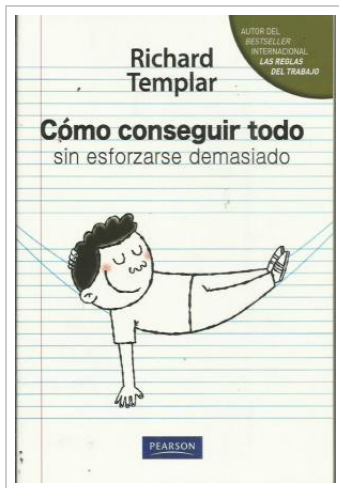 AUTOR DEL
BESTSELLER
INTERNACIONAL
LAS REGLAS
DEL TRABAJO
Richard
Templar
Cómo conseguir todo
sin esforzarse demasiado
PEARSON